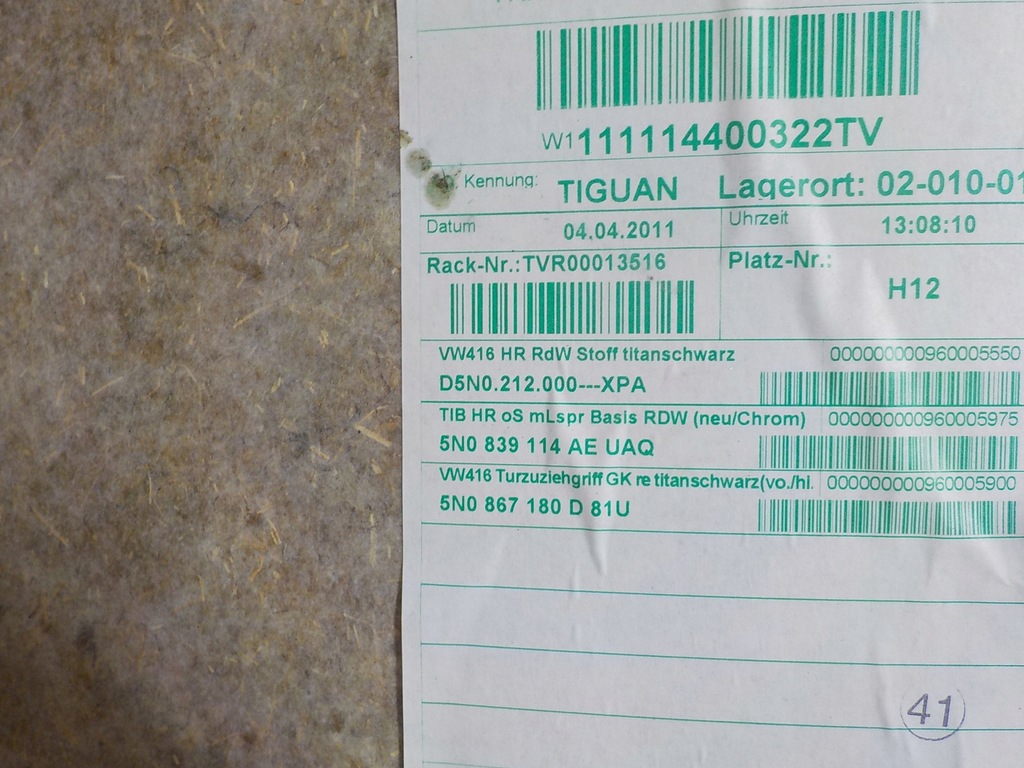 W1111114400322TV
Kennung: TIGUAN Lagerort: 02-010-01
Datum 04.04.2011 Uhrzeit 13:08:10
Rack-Nr.:TVR00013516 Platz-Nr.:
H12
VW416 HR RdW Stoff titanschwarz 000000000960005550
D5N0.212.000---XPA
TIB HR oS mLspr Basis RDW (neu/Chrom) 000000000960005975
5N0 839 114 AE UAQ
VW416 Turzuziehgriff GK re titanschwarz(vo./hi. 000000000960005900
5N0 867 180 D 81U
41